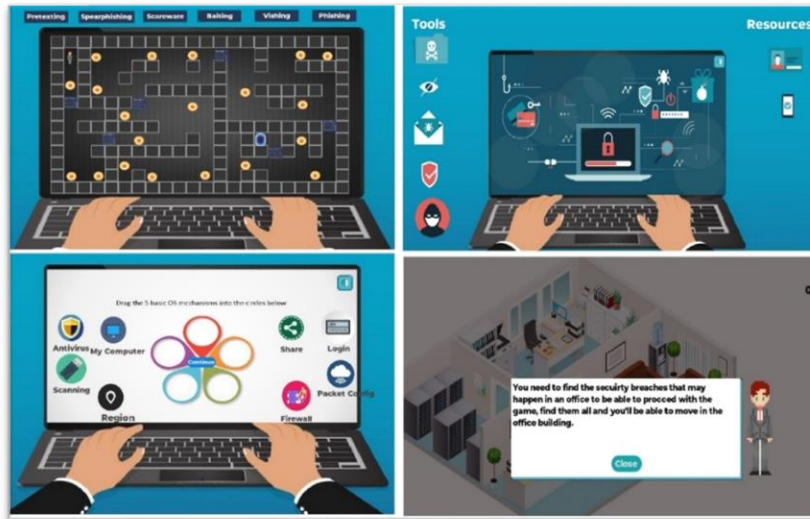 Pretexting Spearphishing Scareware Baiting Vishing Phishing
Tools
Resources
Drag the 5 basic OS mechanisms into the circles below
Antivirus
My Computer
Share
Login
Continue
Scanning
Packet Config
Region
Firewall
You need to find the secuirty breaches that may
happen in an office to be able to procced with the
game, find them all and you'll be able to move in the
office building.
Close